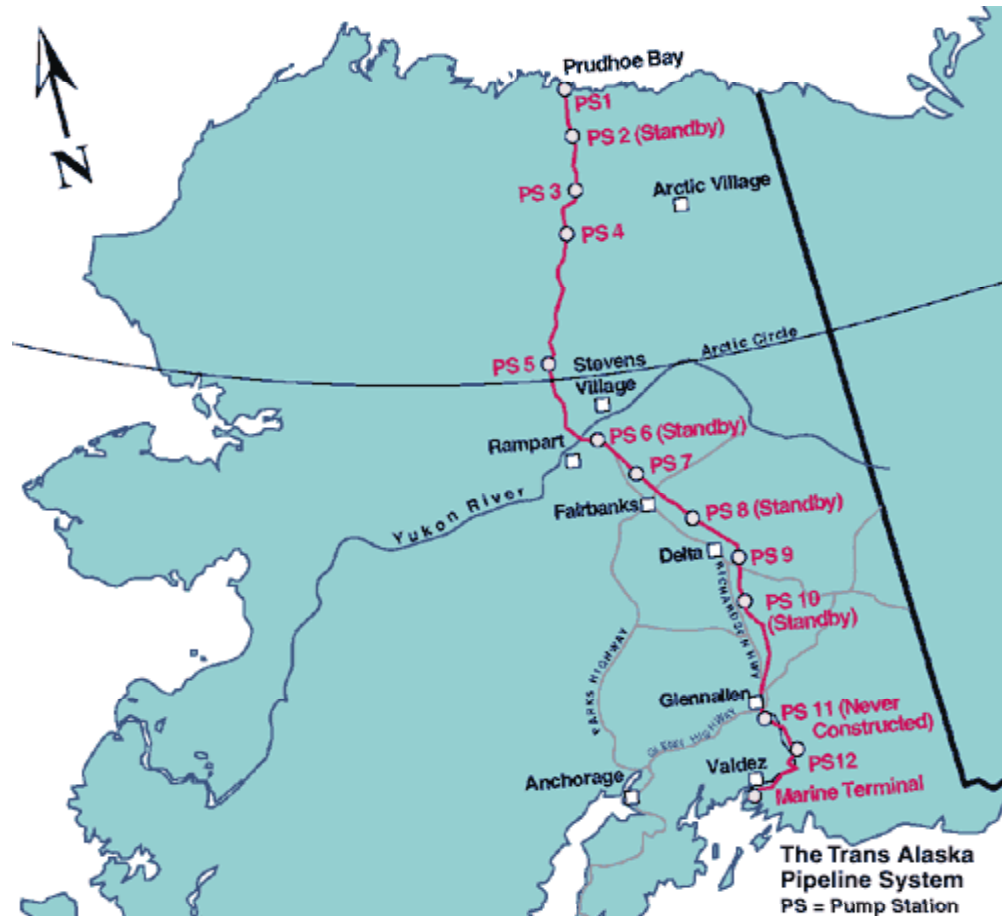 Prudhoe Bay
PS1
PS 2 (Standby)
N
Arctic Village
PS 3
PS 4
Arctic Circle
PS 5
Stevens
Village
PS 6 (Standby)
Rampart
PS 7
Yukon River
Fairbanks
PS 8 (Standby)
Delta
PS 9
RICHARDSON HWY
PS 10
(Standby)
PARKS HIGHWAY
Glennallen
PS 11 (Never
Constructed)
GLENN HIGHWAY
PS12
Valdez
Anchorage
Marine Terminal
The Trans Alaska
Pipeline System
PS = Pump Station